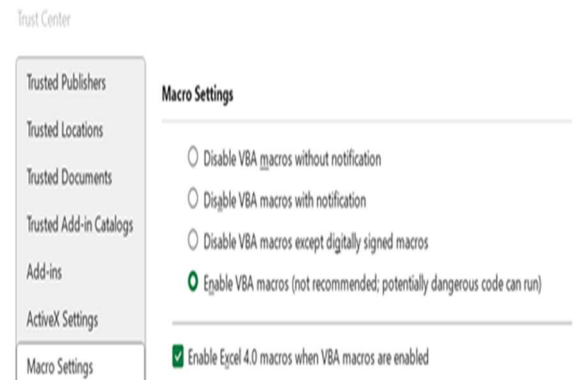 Trust Center
Trusted Publishers
Trusted Locations
Trusted Documents
Trusted Add-in Catalogs
Add-ins
ActiveX Settings
Macro Settings
Macro Settings
Disable VBA macros without notification
Disable VBA macros with notification
Disable VBA macros except digitally signed macros
Enable VBA macros (not recommended; potentially dangerous code can run)
Enable Excel 4.0 macros when VBA macros are enabled